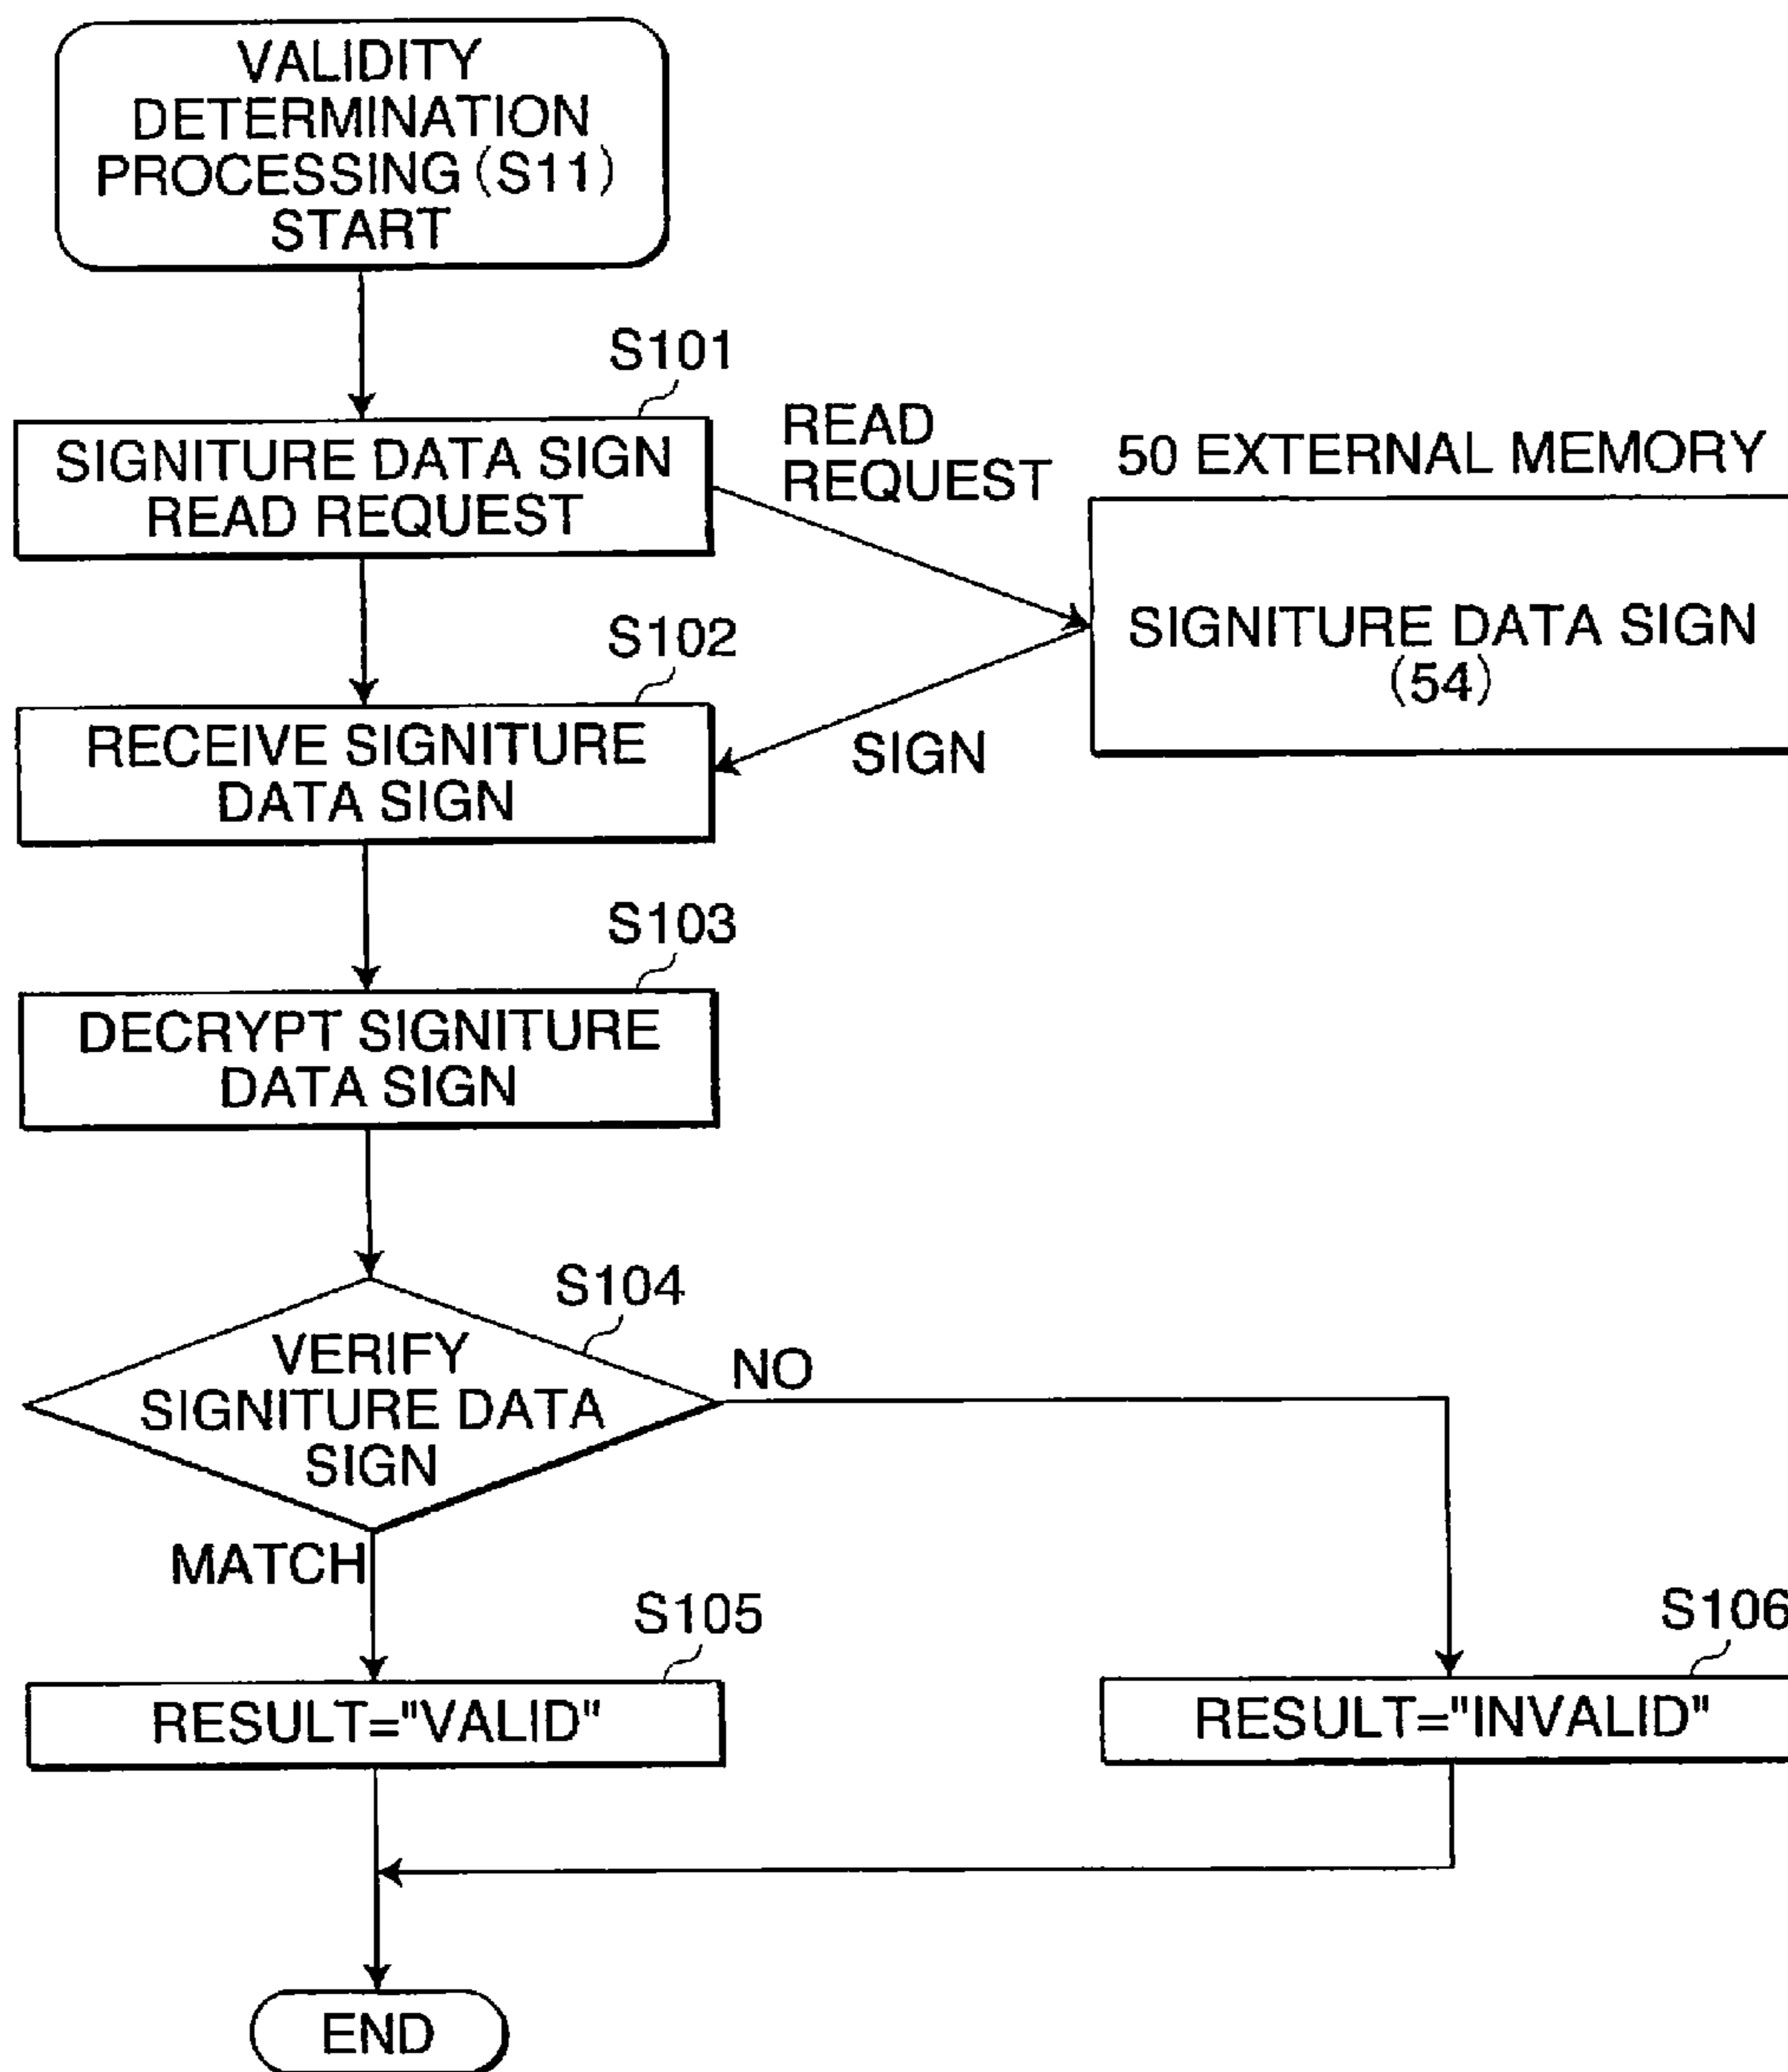 VALIDITY
DETERMINATION
PROCESSING (S11)
START
S101
SIGNITURE DATA SIGN
READ REQUEST
READ
REQUEST
50 EXTERNAL MEMORY
SIGNITURE DATA SIGN
(54)
S102
RECEIVE SIGNITURE
DATA SIGN
SIGN
S103
DECRYPT SIGNITURE
DATA SIGN
S104
VERIFY
SIGNITURE DATA
SIGN
NO
MATCH
S105
RESULT="VALID"
S106
RESULT="INVALID"
END